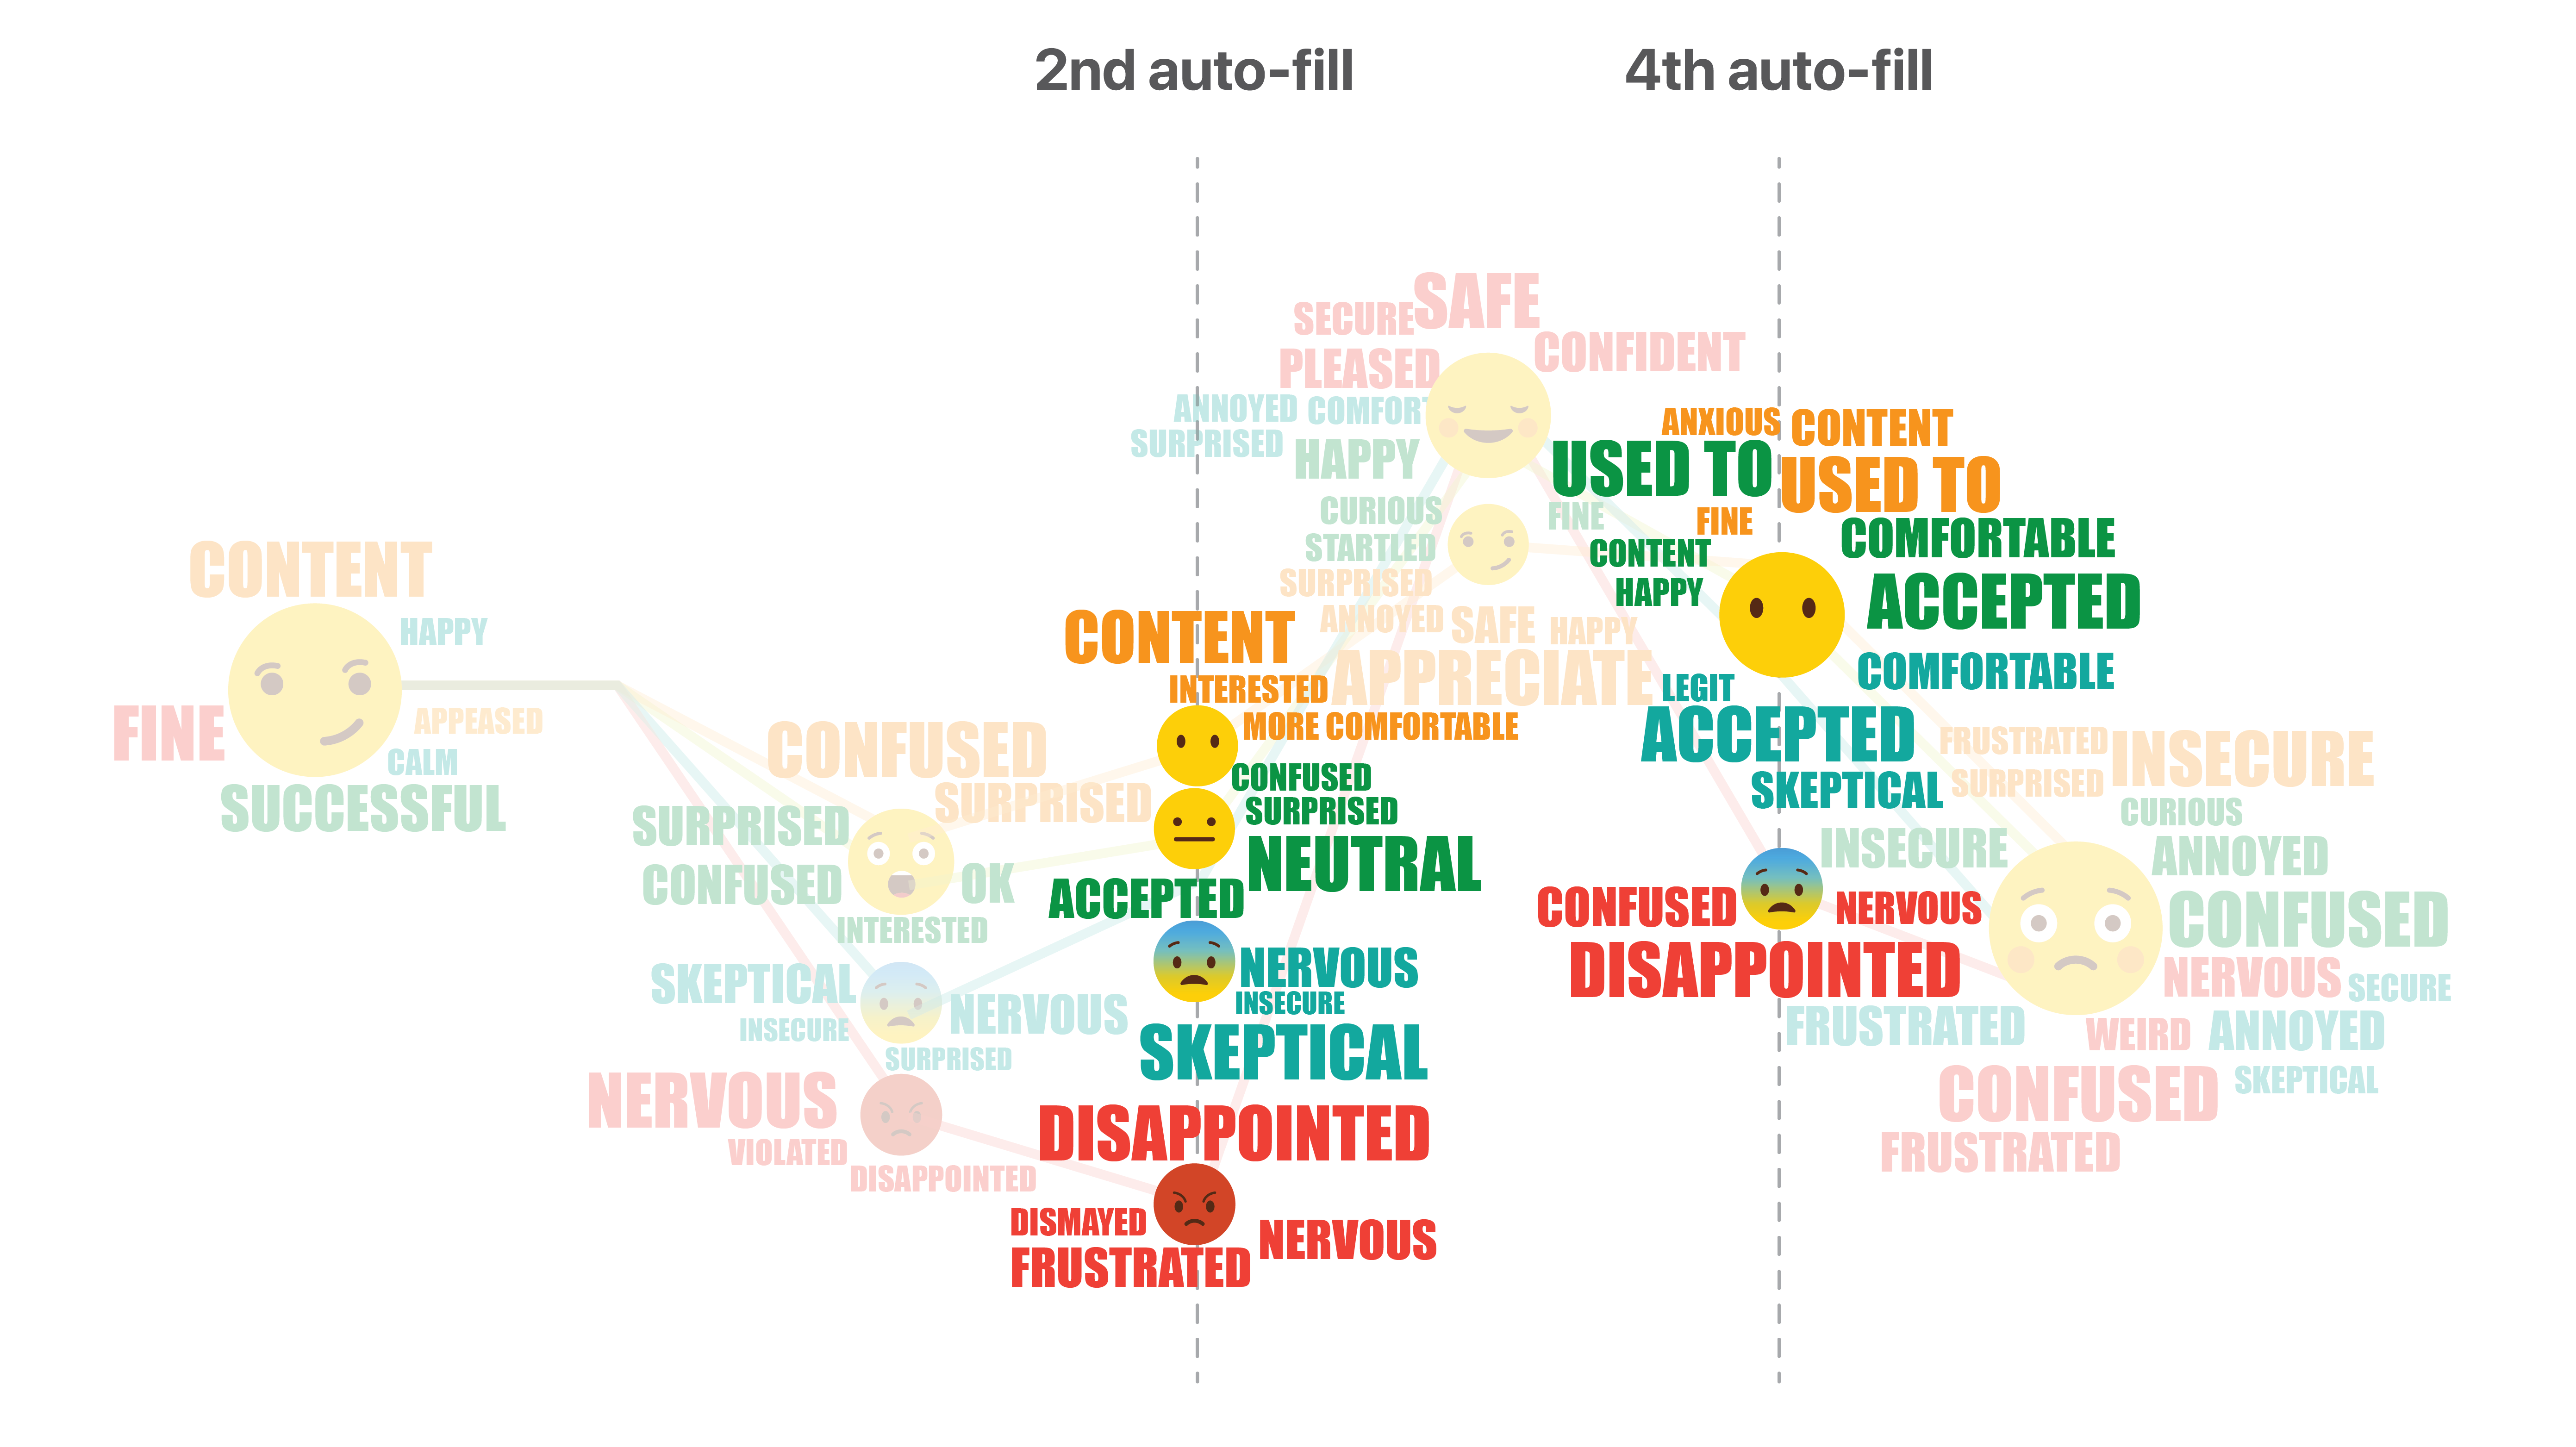 2nd auto-fill
4th auto-fill
CONTENT
HAPPY
FINE
APPEASED
CALM
SUCCESSFUL
CONFUSED
SURPRISED
SURPRISED
CONFUSED
OK
INTERESTED
SKEPTICAL
NERVOUS
INSECURE
SURPRISED
NERVOUS
VIOLATED
DISAPPOINTED
CONTENT
INTERESTED
MORE COMFORTABLE
CONFUSED
SURPRISED
NEUTRAL
ACCEPTED
NERVOUS
INSECURE
SKEPTICAL
DISAPPOINTED
DISMAYED
NERVOUS
FRUSTRATED
SAFE
SECURE
CONFIDENT
PLEASED
ANNOYED
COMFORT
SURPRISED
HAPPY
CURIOUS
FINE
STARTLED
SURPRISED
ANNOYED
SAFE
HAPPY
APPRECIATE
ANXIOUS
CONTENT
USED TO
USED TO
FINE
COMFORTABLE
CONTENT
HAPPY
ACCEPTED
COMFORTABLE
LEGIT
ACCEPTED
SKEPTICAL
CONFUSED
NERVOUS
DISAPPOINTED
FRUSTRATED
INSECURE
SURPRISED
CURIOUS
INSECURE
ANNOYED
CONFUSED
NERVOUS
SECURE
FRUSTRATED
WEIRD
ANNOYED
CONFUSED
SKEPTICAL
FRUSTRATED